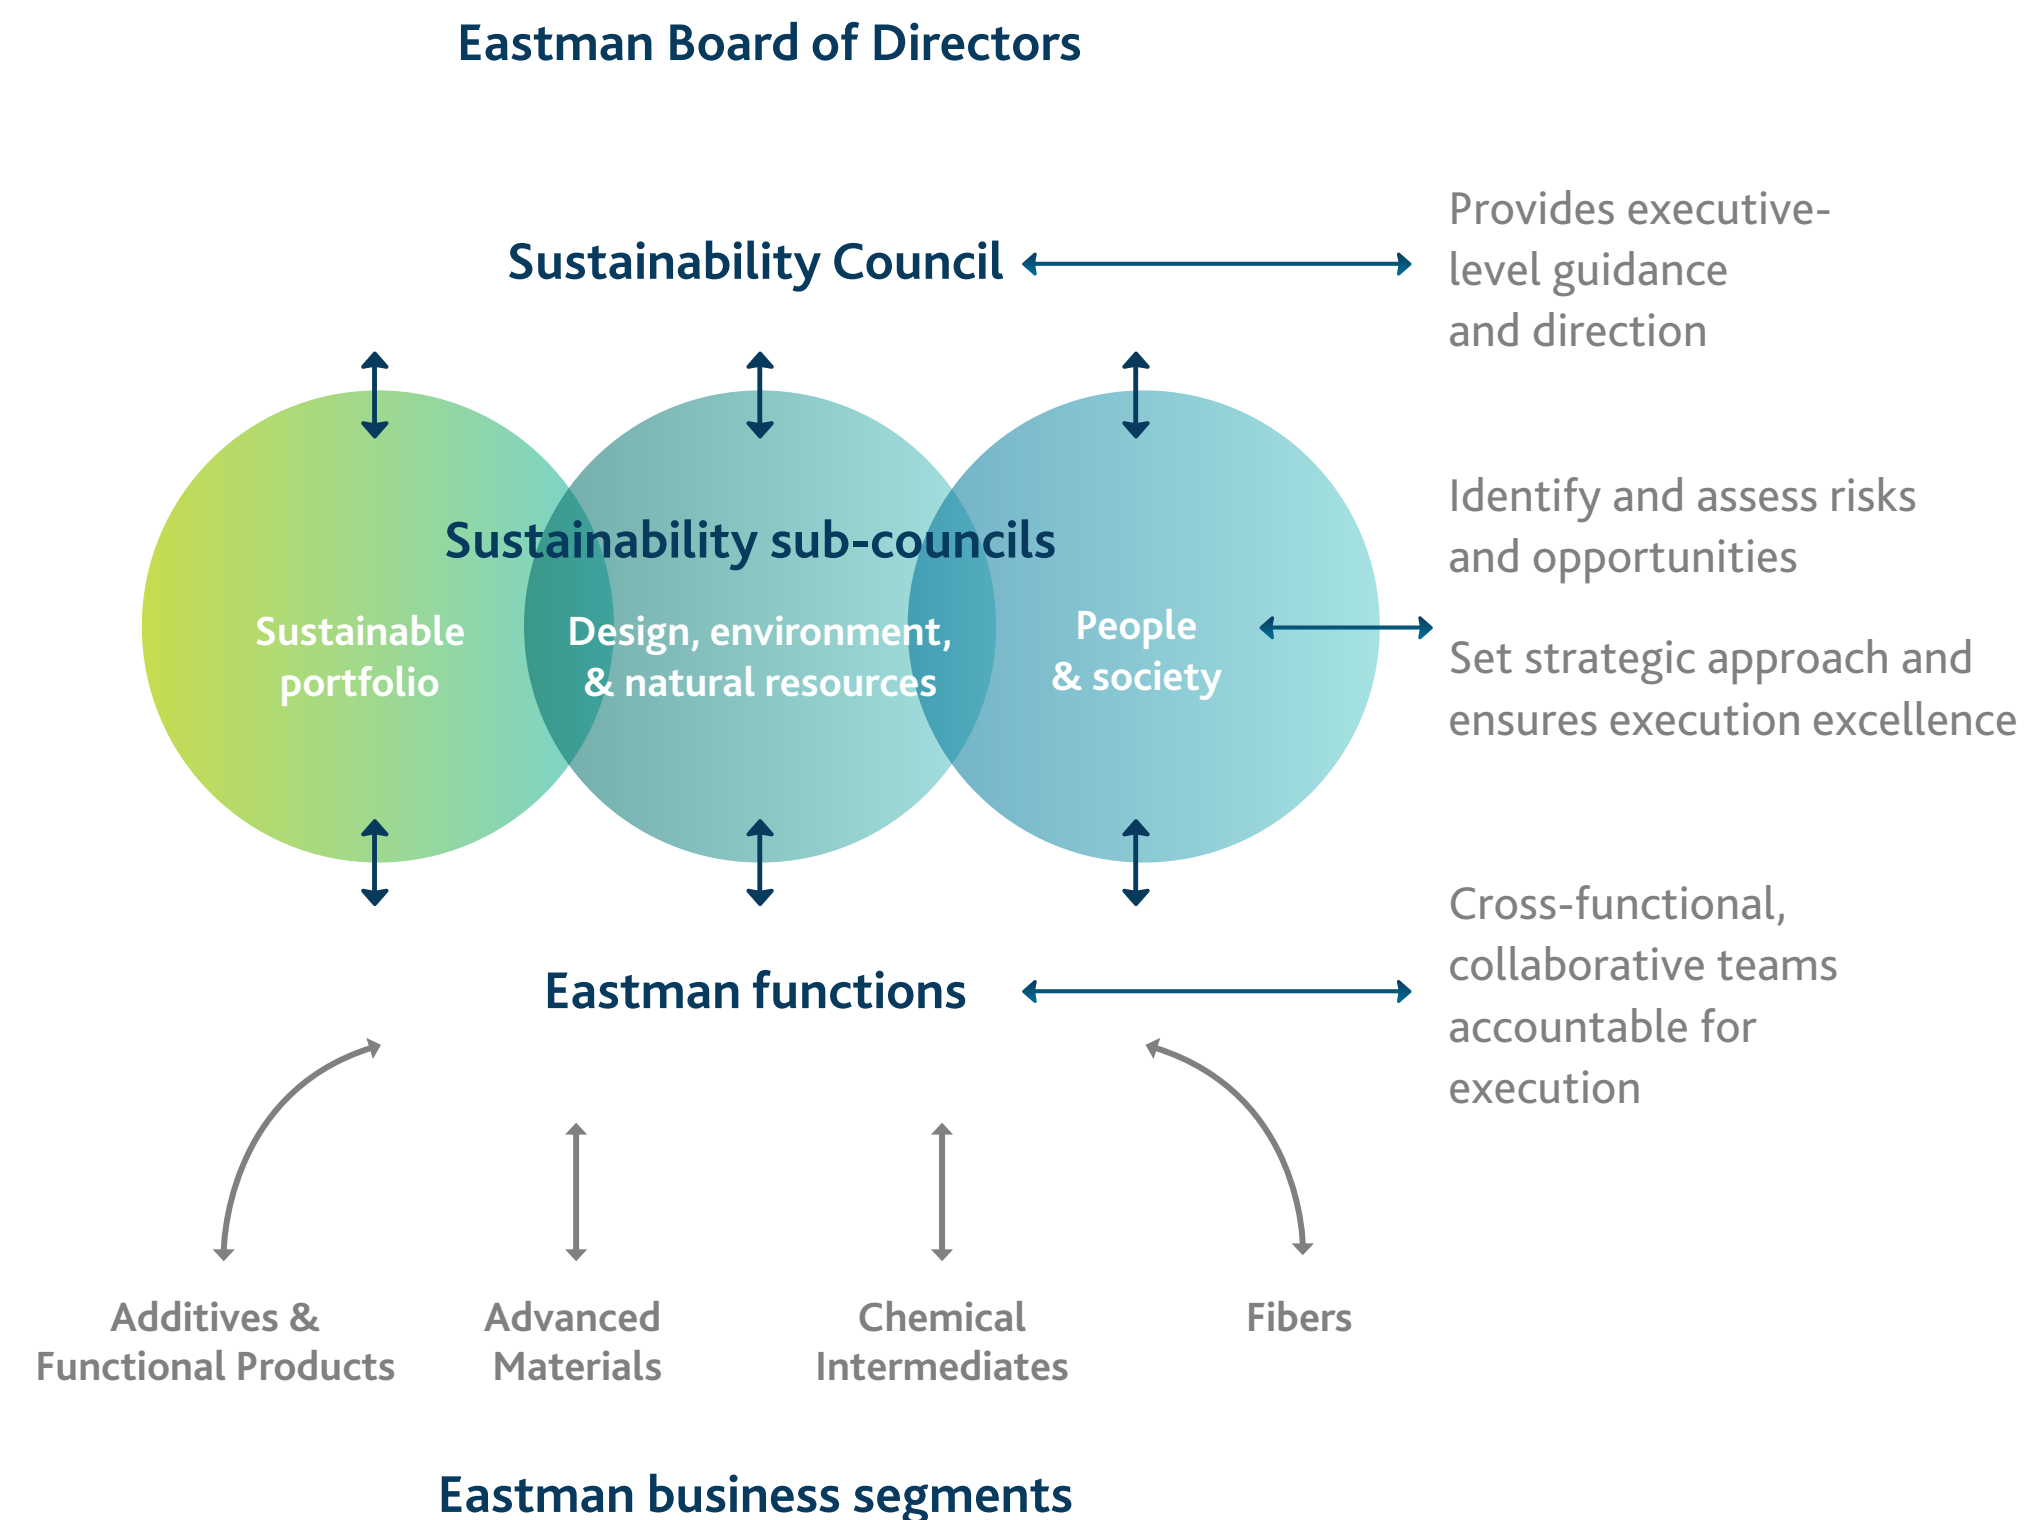 Eastman Board of Directors
Sustainability Council
Provides executive-
level guidance
and direction
Sustainability sub-councils
Sustainable
portfolio
Design, environment,
& natural resources
People
& society
Identify and assess risks
and opportunities
Set strategic approach and
ensures execution excellence
Eastman functions
Cross-functional,
collaborative teams
accountable for
execution
Additives &
Functional Products
Advanced
Materials
Chemical
Intermediates
Fibers
Eastman business segments